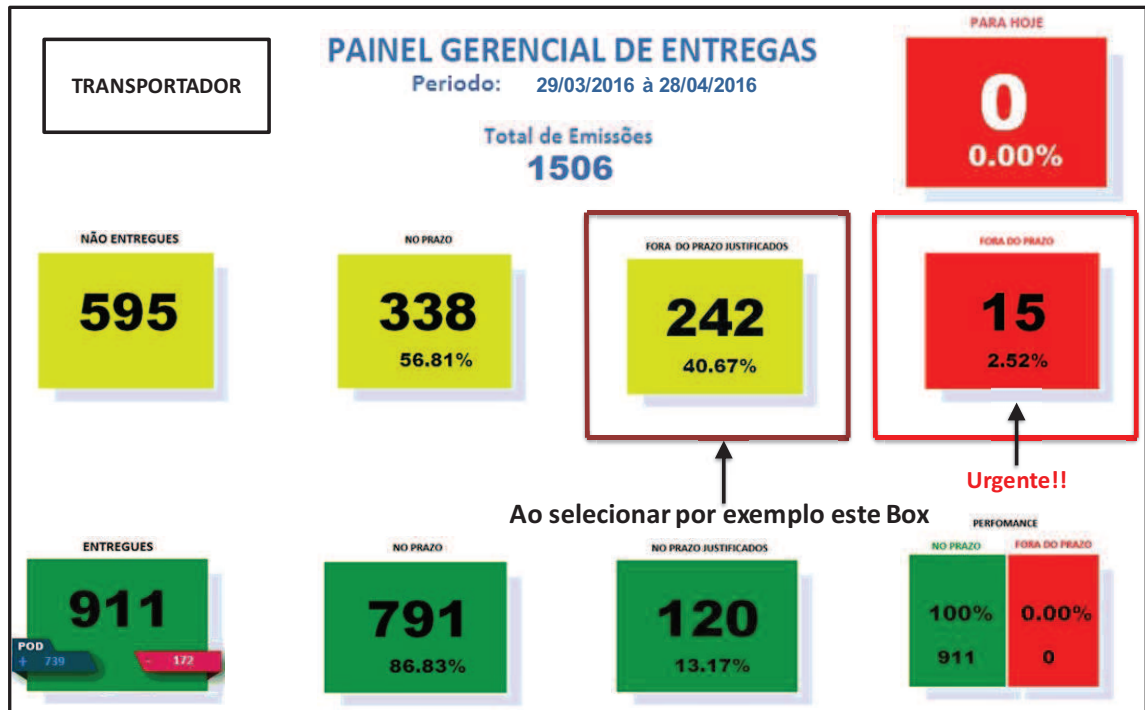 PARA HOJE
TRANSPORTADOR
PAINEL GERENCIAL DE ENTREGAS
Periodo: 29/03/2016 à 28/04/2016
Total de Emissões
1506
0
0.00%
NÃO ENTREGUES
595
NO PRAZO
338
56.81%
FORA DO PRAZO JUSTIFICADOS
242
40.67%
FORA DO PRAZO
15
2.52%
Urgente!!
Ao selecionar por exemplo este Box
ENTREGUES
911
POD
+ 739
- 172
NO PRAZO
791
86.83%
NO PRAZO JUSTIFICADOS
120
13.17%
PERFOMANCE
NO PRAZO FORA DO PRAZO
100% 0.00%
911 0